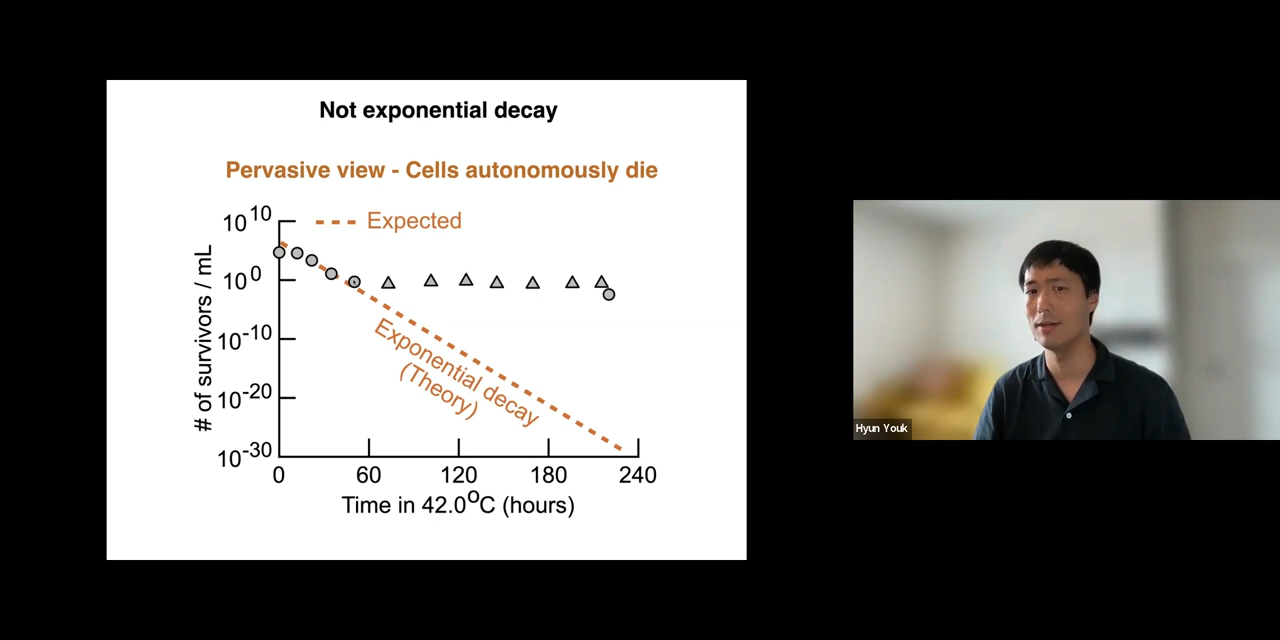 Not exponential decay
Pervasive view - Cells autonomously die
Expected
# of survivors / mL
10^10
10^0
10^-10
10^-20
10^-30
Exponential decay
(Theory)
0 60 120 180 240
Time in 42.0°C (hours)
Hyun Youk